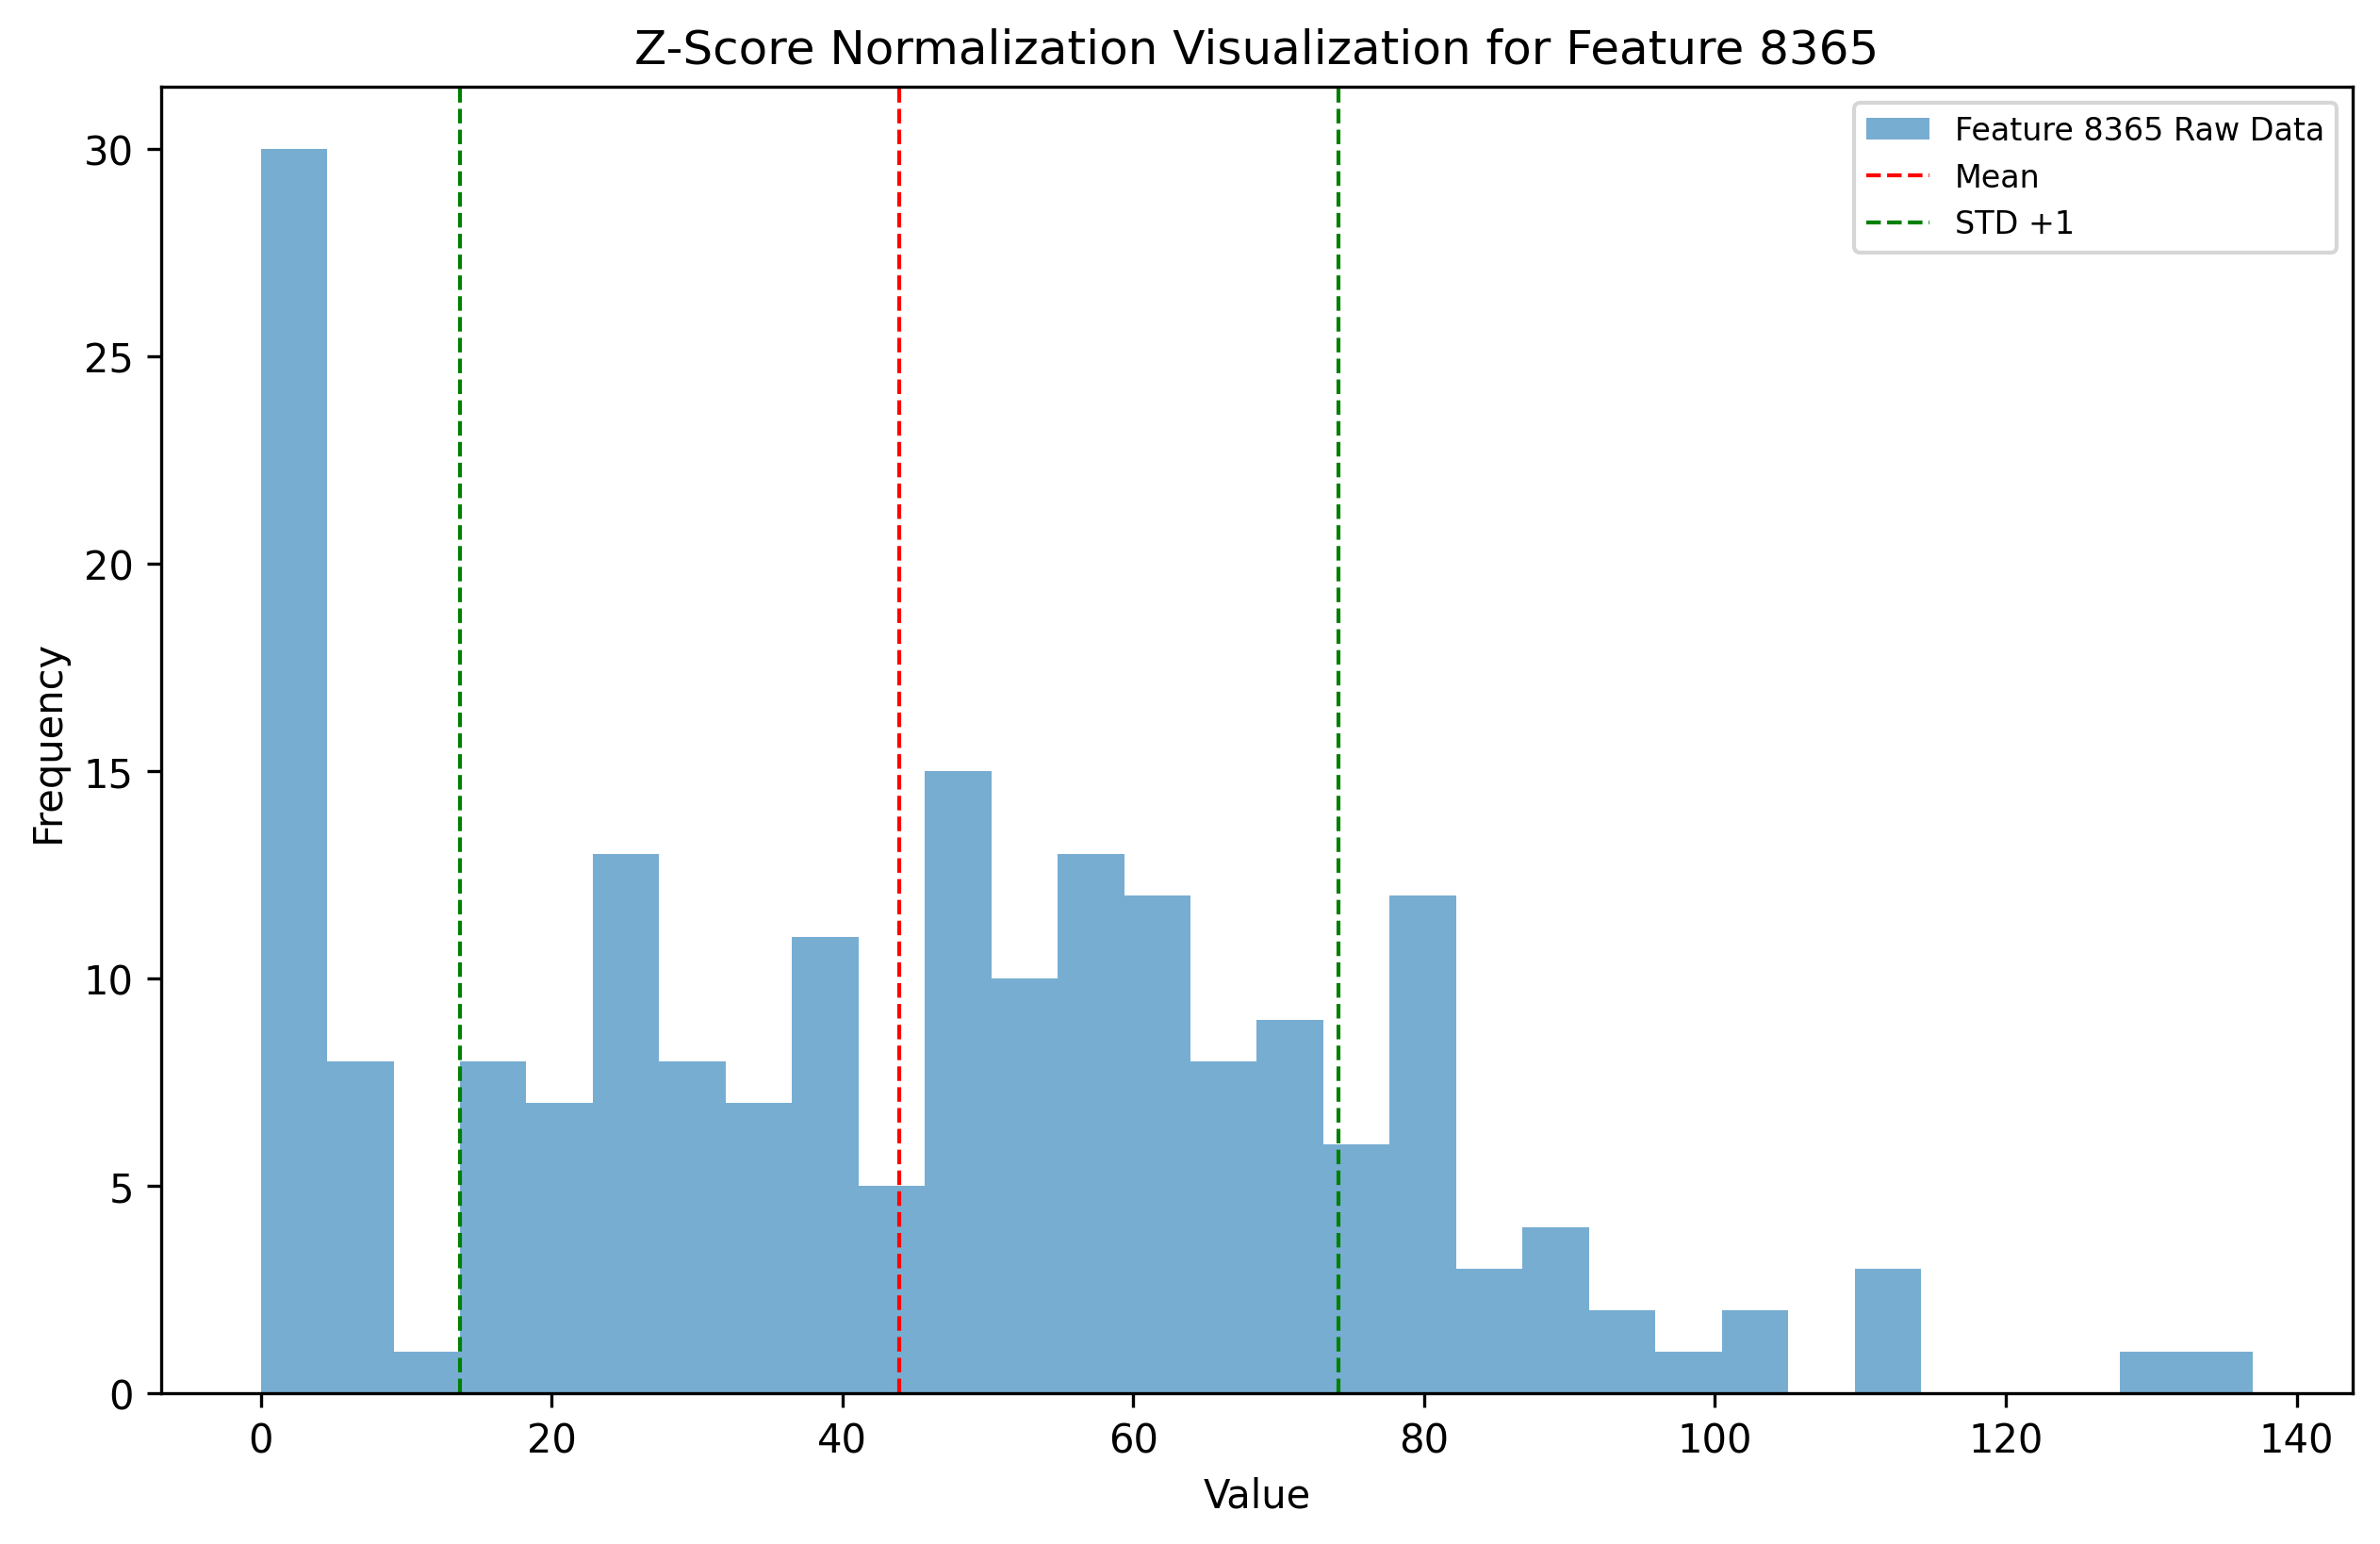 Z-Score Normalization Visualization for Feature 8365
Feature 8365 Raw Data
Mean
STD +1
30
25
20
15
10
5
0
Frequency
0 20 40 60 80 100 120 140
Value